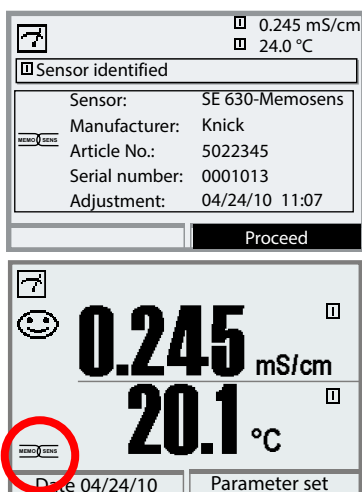 I 0.245 mS/cm
I 24.0 °C
I Sensor identified
Sensor: SE 630-Memosens
Manufacturer: Knick
MEMO SENS
Article No.: 5022345
Serial number: 0001013
Adjustment: 04/24/10 11:07
Proceed
0.245 mS/cm I
20.1 °C I
MEMO SENS
Date 04/24/10 Parameter set